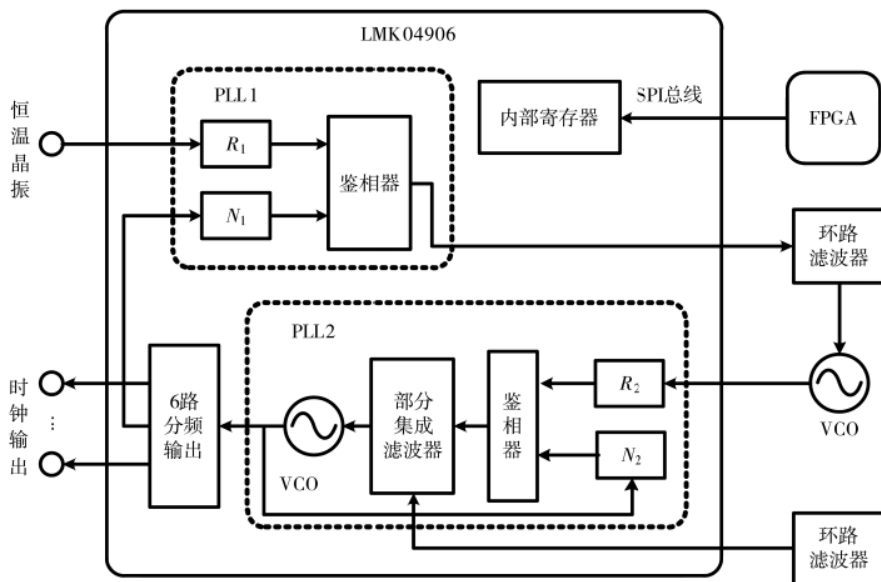 LMK04906
恒温晶振
PLL1
R₁
N₁
鉴相器
内部寄存器
SPI总线
FPGA
环路
滤波器
VCO
PLL2
时钟输出
⋮
6路
分频
输出
VCO
部分
集成
滤波器
鉴相器
R₂
N₂
环路
滤波器